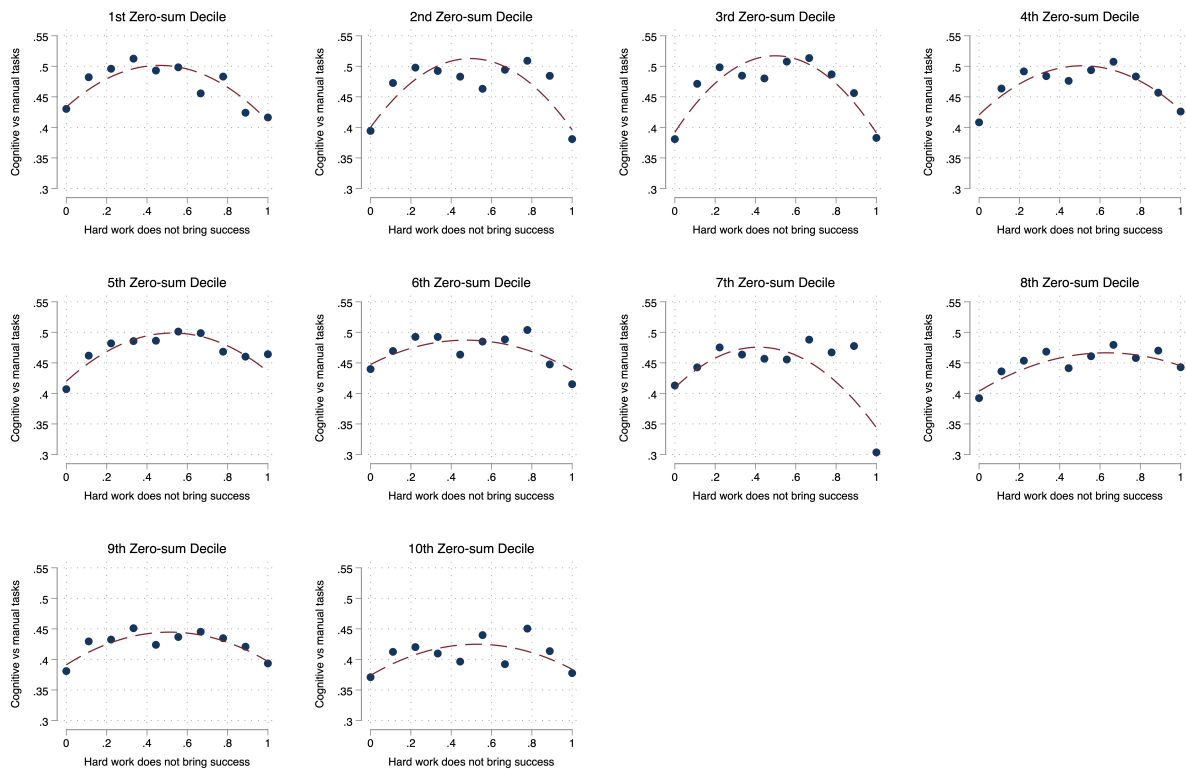 1st Zero-sum Decile
Cognitive vs manual tasks
.55
.5
.45
.4
.35
.3
0 .2 .4 .6 .8 1
Hard work does not bring success
2nd Zero-sum Decile
Cognitive vs manual tasks
.55
.5
.45
.4
.35
.3
0 .2 .4 .6 .8 1
Hard work does not bring success
3rd Zero-sum Decile
Cognitive vs manual tasks
.55
.5
.45
.4
.35
.3
0 .2 .4 .6 .8 1
Hard work does not bring success
4th Zero-sum Decile
Cognitive vs manual tasks
.55
.5
.45
.4
.35
.3
0 .2 .4 .6 .8 1
Hard work does not bring success
5th Zero-sum Decile
Cognitive vs manual tasks
.55
.5
.45
.4
.35
.3
0 .2 .4 .6 .8 1
Hard work does not bring success
6th Zero-sum Decile
Cognitive vs manual tasks
.55
.5
.45
.4
.35
.3
0 .2 .4 .6 .8 1
Hard work does not bring success
7th Zero-sum Decile
Cognitive vs manual tasks
.55
.5
.45
.4
.35
.3
0 .2 .4 .6 .8 1
Hard work does not bring success
8th Zero-sum Decile
Cognitive vs manual tasks
.55
.5
.45
.4
.35
.3
0 .2 .4 .6 .8 1
Hard work does not bring success
9th Zero-sum Decile
Cognitive vs manual tasks
.55
.5
.45
.4
.35
.3
0 .2 .4 .6 .8 1
Hard work does not bring success
10th Zero-sum Decile
Cognitive vs manual tasks
.55
.5
.45
.4
.35
.3
0 .2 .4 .6 .8 1
Hard work does not bring success